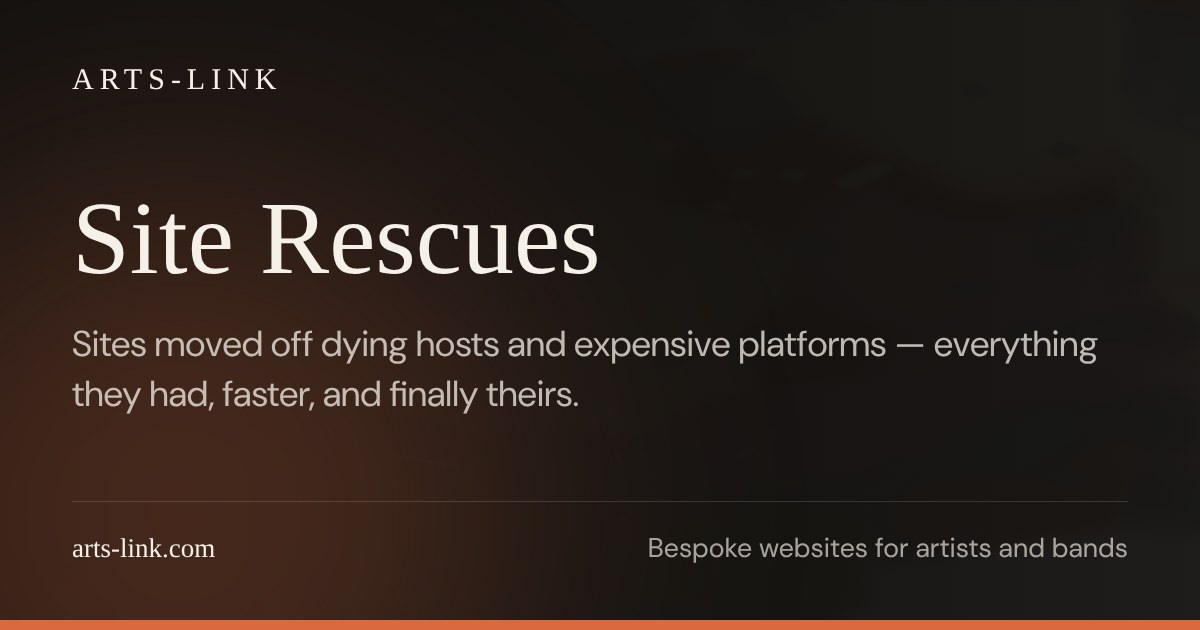 ARTS-LINK
Site Rescues
Sites moved off dying hosts and expensive platforms — everything
they had, faster, and finally theirs.
arts-link.com
Bespoke websites for artists and bands